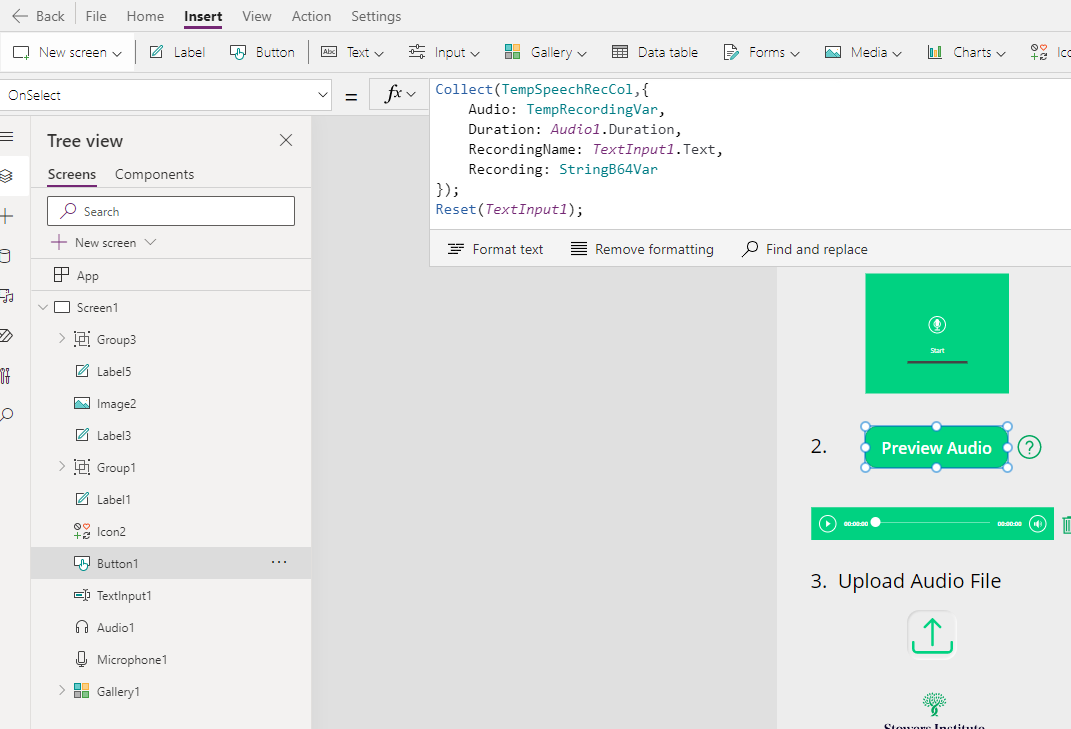 Back File Home Insert View Action Settings
New screen Label Button Abc Text Input Gallery Data table Forms Media Charts
OnSelect = fx
Collect(TempSpeechRecCol,{
Audio: TempRecordingVar,
Duration: Audio1.Duration,
RecordingName: TextInput1.Text,
Recording: StringB64Var
});
Reset(TextInput1);
Format text Remove formatting Find and replace
Tree view
Screens Components
Search
New screen
App
Screen1
Group3
Label5
Image2
Label3
Group1
Label1
Icon2
Button1 ...
TextInput1
Audio1
Microphone1
Gallery1
Start
2. Preview Audio ?
00:00:00 00:00:00
3. Upload Audio File
Stowers Institute